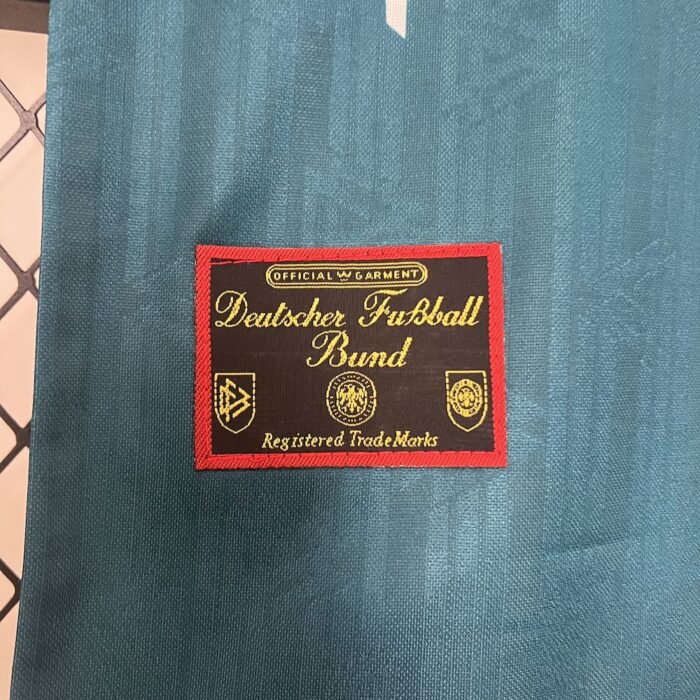 OFFICIAL GARMENT
Deutscher Fußball
Bund
Registered TradeMarks